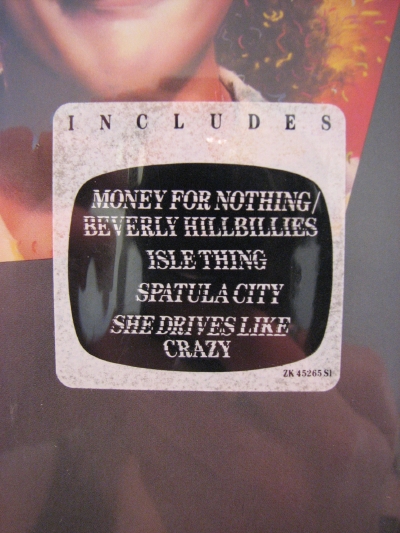 INCLUDES
MONEY FOR NOTHING/
BEVERLY HILLBILLIES
ISLE THING
SPATULA CITY
SHE DRIVES LIKE
CRAZY
ZK 45265 S1